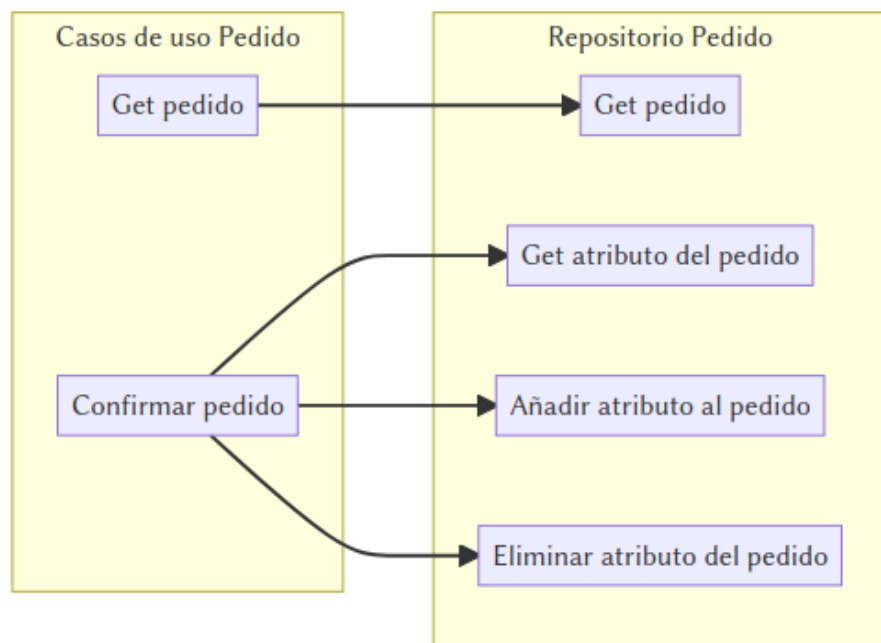 Casos de uso Pedido
Repositorio Pedido
Get pedido
Get pedido
Get atributo del pedido
Confirmar pedido
Añadir atributo al pedido
Eliminar atributo del pedido